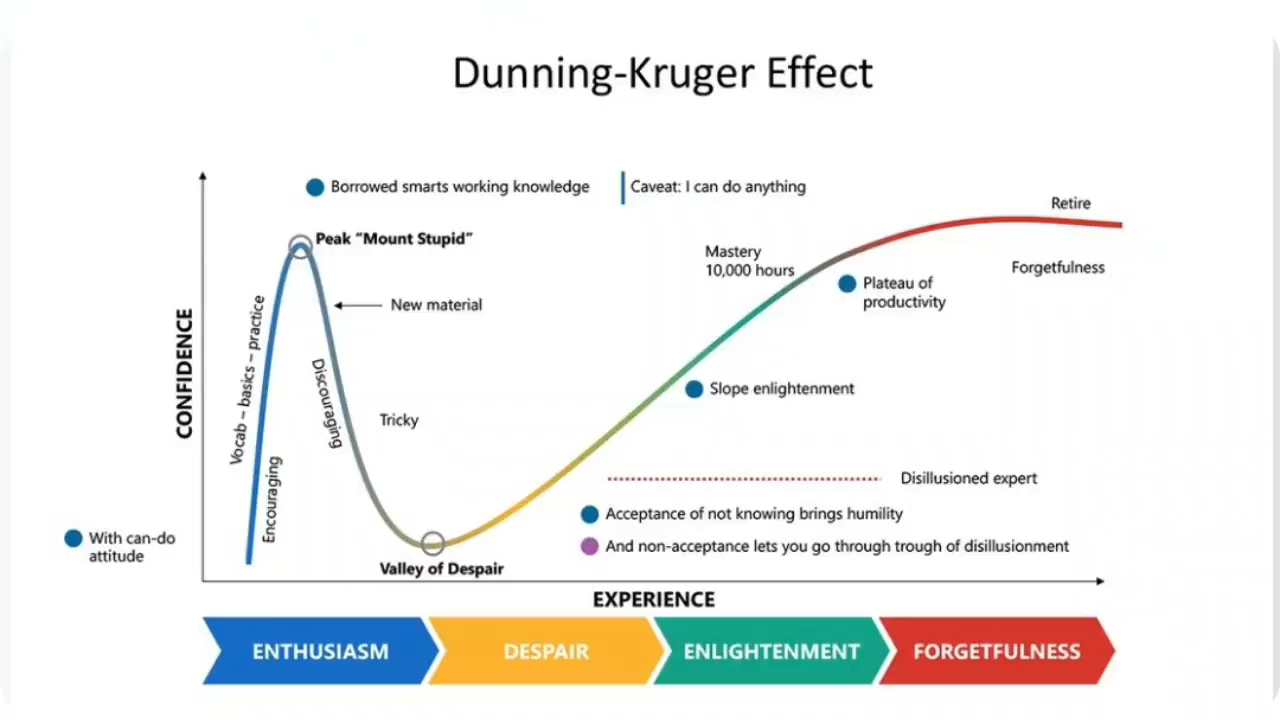 Dunning-Kruger Effect
Borrowed smarts working knowledge
Caveat: I can do anything
Retire
Peak “Mount Stupid”
Mastery
10,000 hours
Forgetfulness
Plateau of
productivity
New material
CONFIDENCE
Vocab – basics – practice
Discouraging
Slope enlightenment
Tricky
Encouraging
Disillusioned expert
Acceptance of not knowing brings humility
With can-do
attitude
And non-acceptance lets you go through trough of disillusionment
Valley of Despair
EXPERIENCE
ENTHUSIASM
DESPAIR
ENLIGHTENMENT
FORGETFULNESS